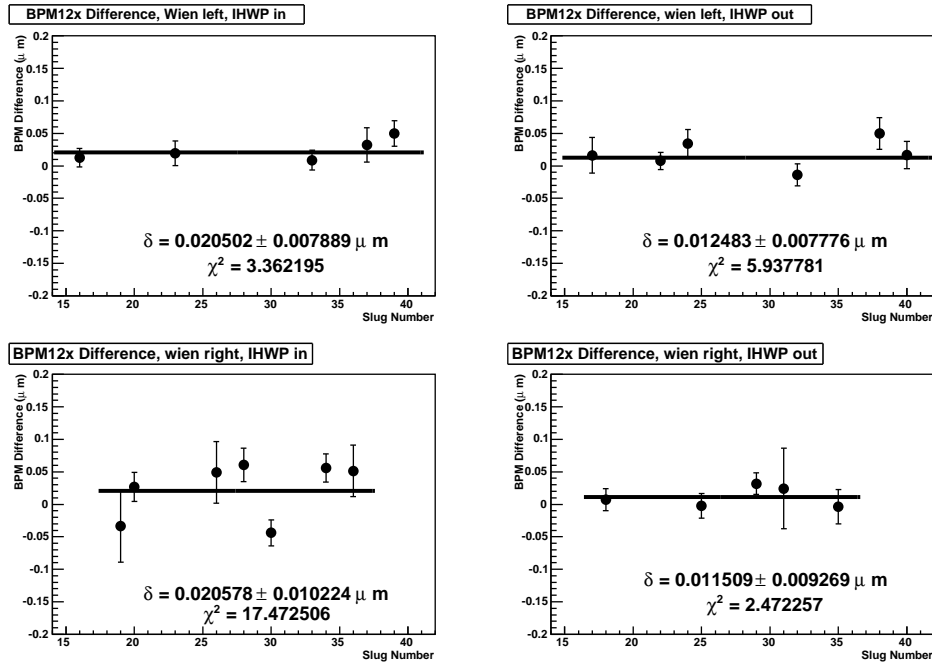 BPM12x Difference, Wien left, IHWP in
BPM Difference (μ m)
0.2
0.15
0.1
0.05
0
-0.05
-0.1
-0.15
-0.2
δ = 0.020502 ± 0.007889 μ m
χ² = 3.362195
15 20 25 30 35 40
Slug Number
BPM12x Difference, wien left, IHWP out
BPM Difference (μ m)
0.2
0.15
0.1
0.05
0
-0.05
-0.1
-0.15
-0.2
δ = 0.012483 ± 0.007776 μ m
χ² = 5.937781
15 20 25 30 35 40
Slug Number
BPM12x Difference, wien right, IHWP in
BPM Difference (μ m)
0.2
0.15
0.1
0.05
0
-0.05
-0.1
-0.15
-0.2
δ = 0.020578 ± 0.010224 μ m
χ² = 17.472506
15 20 25 30 35 40
Slug Number
BPM12x Difference, wien right, IHWP out
BPM Difference (μ m)
0.2
0.15
0.1
0.05
0
-0.05
-0.1
-0.15
-0.2
δ = 0.011509 ± 0.009269 μ m
χ² = 2.472257
15 20 25 30 35 40
Slug Number